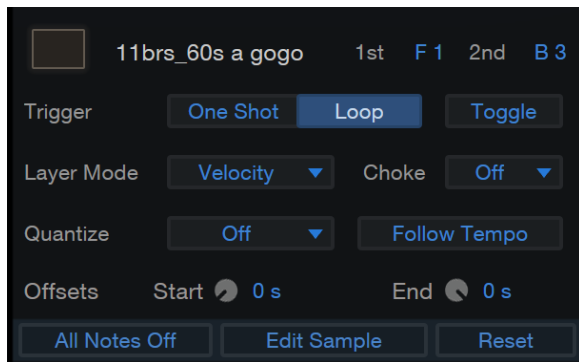 11brs_60s a gogo 1st F 1 2nd B 3
Trigger One Shot Loop Toggle
Layer Mode Velocity Choke Off
Quantize Off Follow Tempo
Offsets Start 0 s End 0 s
All Notes Off Edit Sample Reset